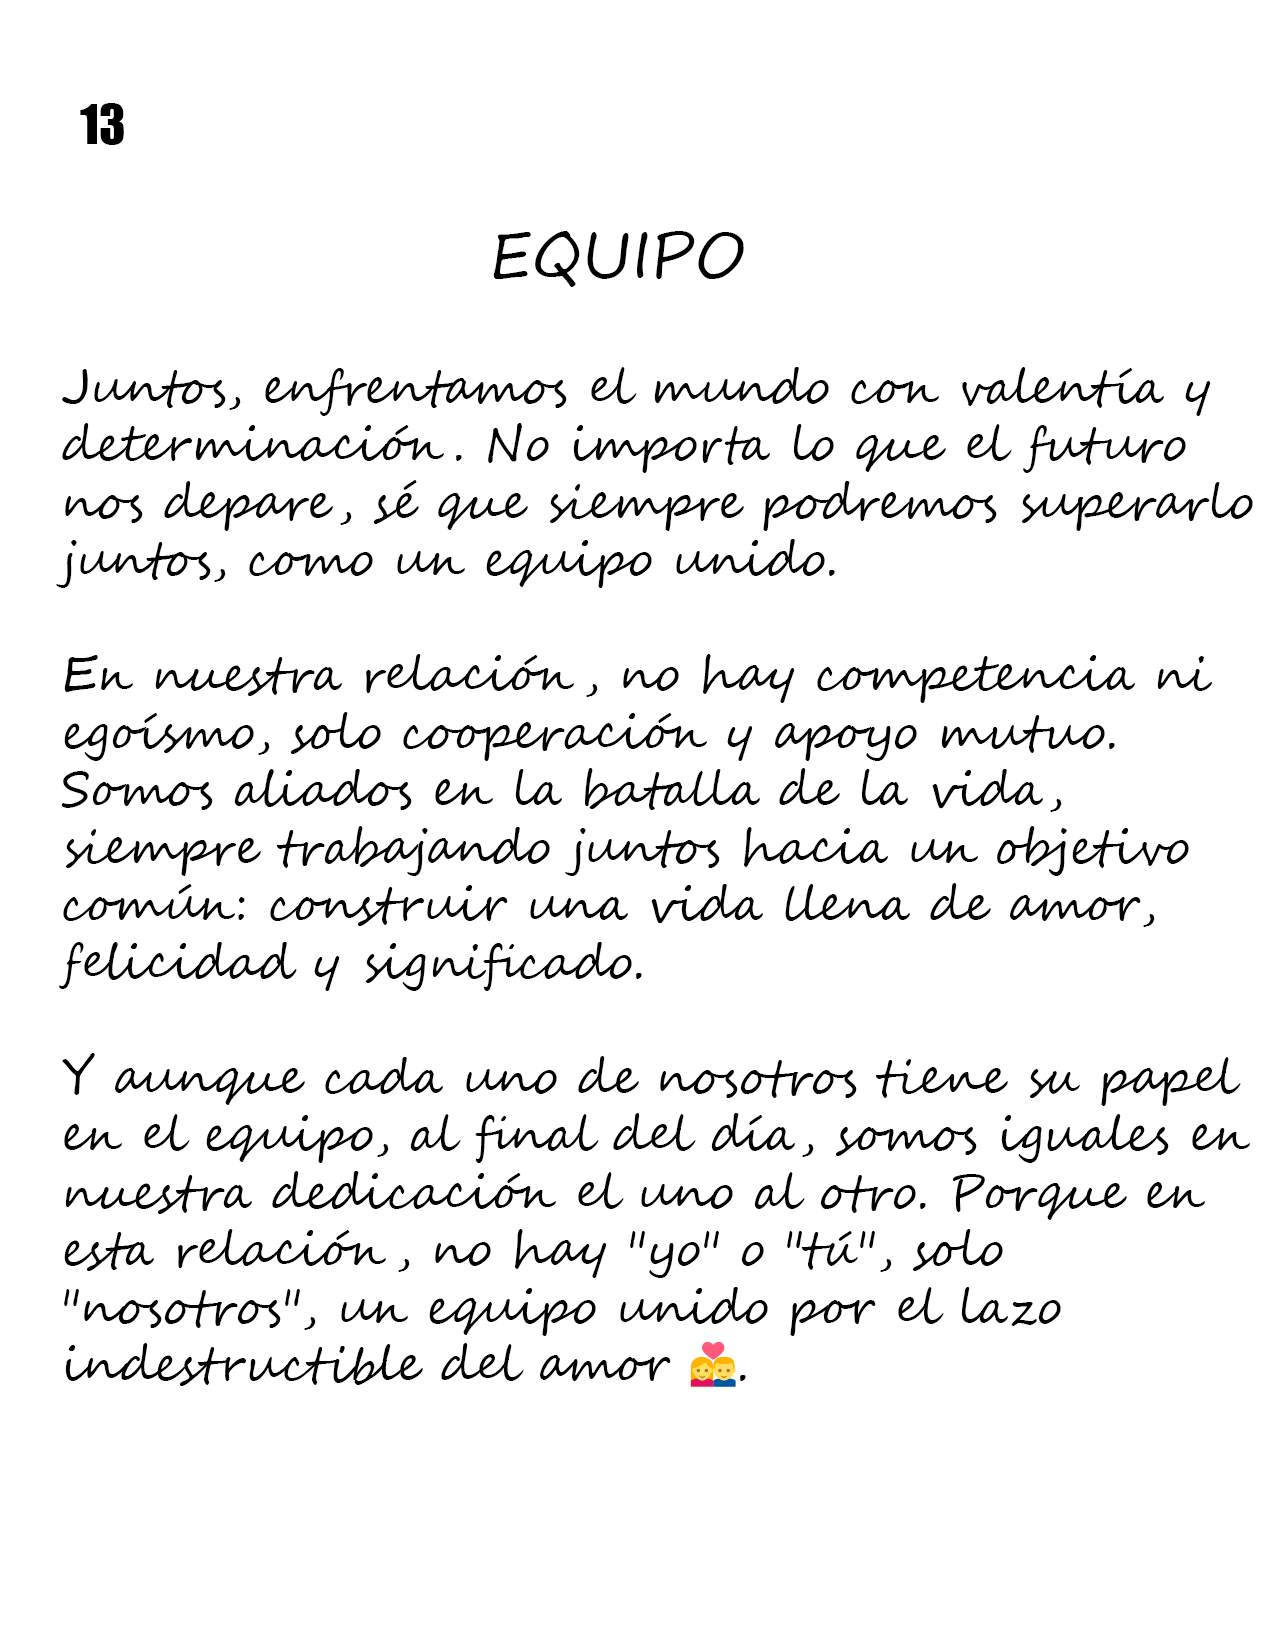 13
EQUIPO
Juntos, enfrentamos el mundo con valentía y
determinación. No importa lo que el futuro
nos depare, sé que siempre podremos superarlo
juntos, como un equipo unido.
En nuestra relación, no hay competencia ni
egoísmo, solo cooperación y apoyo mutuo.
Somos aliados en la batalla de la vida,
siempre trabajando juntos hacia un objetivo
común: construir una vida llena de amor,
felicidad y significado.
Y aunque cada uno de nosotros tiene su papel
en el equipo, al final del día, somos iguales en
nuestra dedicación el uno al otro. Porque en
esta relación, no hay "yo" o "tú", solo
"nosotros", un equipo unido por el lazo
indestructible del amor 💑.